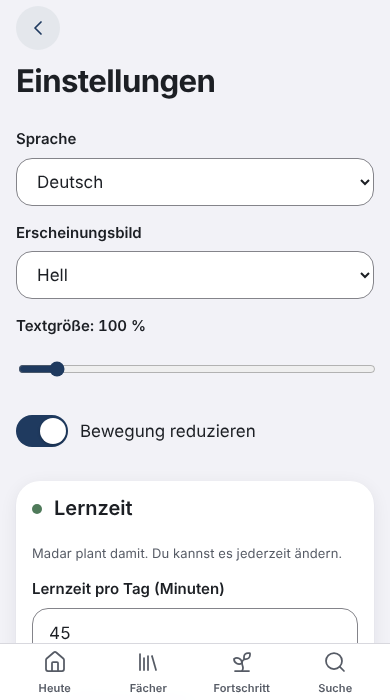 Einstellungen
Sprache
Deutsch
Erscheinungsbild
Hell
Textgröße: 100 %
Bewegung reduzieren
Lernzeit
Madar plant damit. Du kannst es jederzeit ändern.
Lernzeit pro Tag (Minuten)
45
Heute
Fächer
Fortschritt
Suche